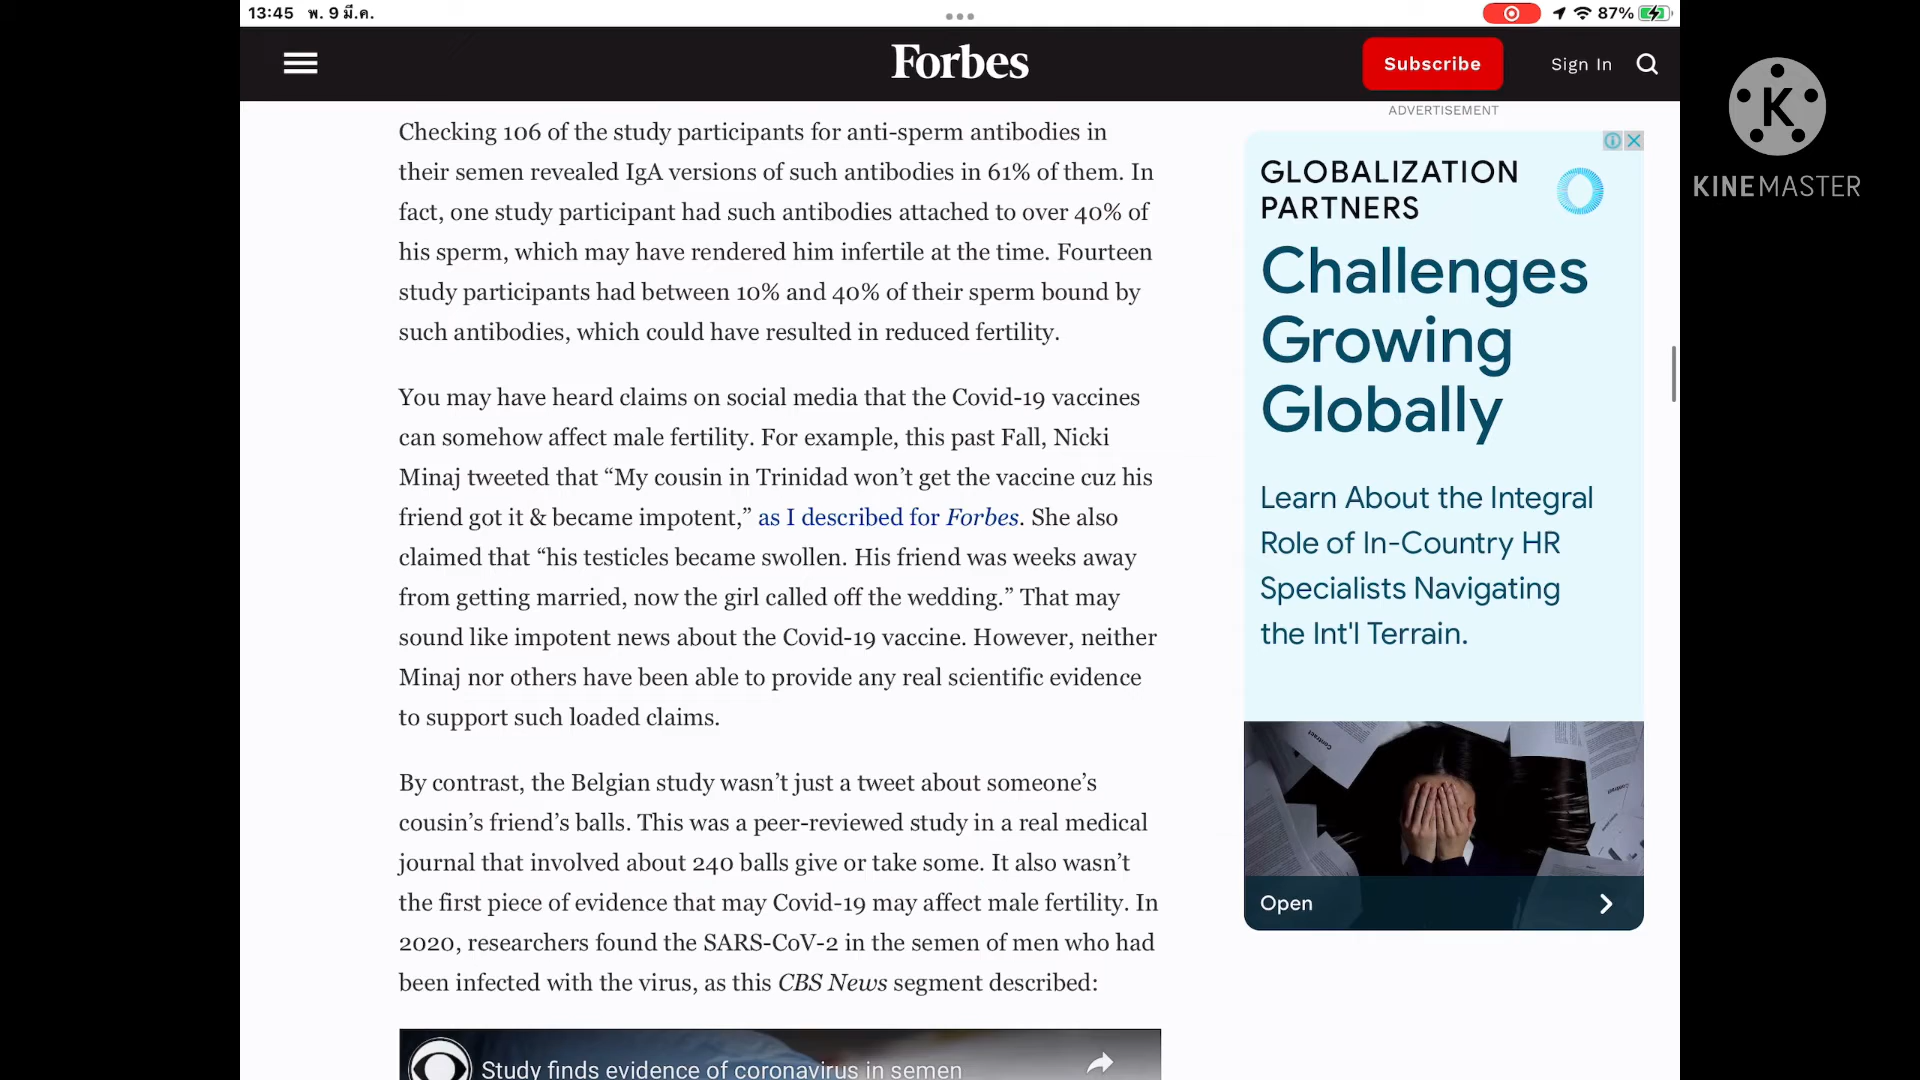 13:45 พ. 9 มี.ค.
87%
Forbes
Subscribe
Sign In
K
KINEMASTER
Checking 106 of the study participants for anti-sperm antibodies in
their semen revealed IgA versions of such antibodies in 61% of them. In
fact, one study participant had such antibodies attached to over 40% of
his sperm, which may have rendered him infertile at the time. Fourteen
study participants had between 10% and 40% of their sperm bound by
such antibodies, which could have resulted in reduced fertility.
You may have heard claims on social media that the Covid-19 vaccines
can somehow affect male fertility. For example, this past Fall, Nicki
Minaj tweeted that “My cousin in Trinidad won’t get the vaccine cuz his
friend got it & became impotent,” as I described for Forbes. She also
claimed that “his testicles became swollen. His friend was weeks away
from getting married, now the girl called off the wedding.” That may
sound like impotent news about the Covid-19 vaccine. However, neither
Minaj nor others have been able to provide any real scientific evidence
to support such loaded claims.
By contrast, the Belgian study wasn’t just a tweet about someone’s
cousin’s friend’s balls. This was a peer-reviewed study in a real medical
journal that involved about 240 balls give or take some. It also wasn’t
the first piece of evidence that may Covid-19 may affect male fertility. In
2020, researchers found the SARS-CoV-2 in the semen of men who had
been infected with the virus, as this CBS News segment described:
Study finds evidence of coronavirus in semen
ADVERTISEMENT
GLOBALIZATION
PARTNERS
Challenges
Growing
Globally
Learn About the Integral
Role of In-Country HR
Specialists Navigating
the Int'l Terrain.
Contract
Contract
Open